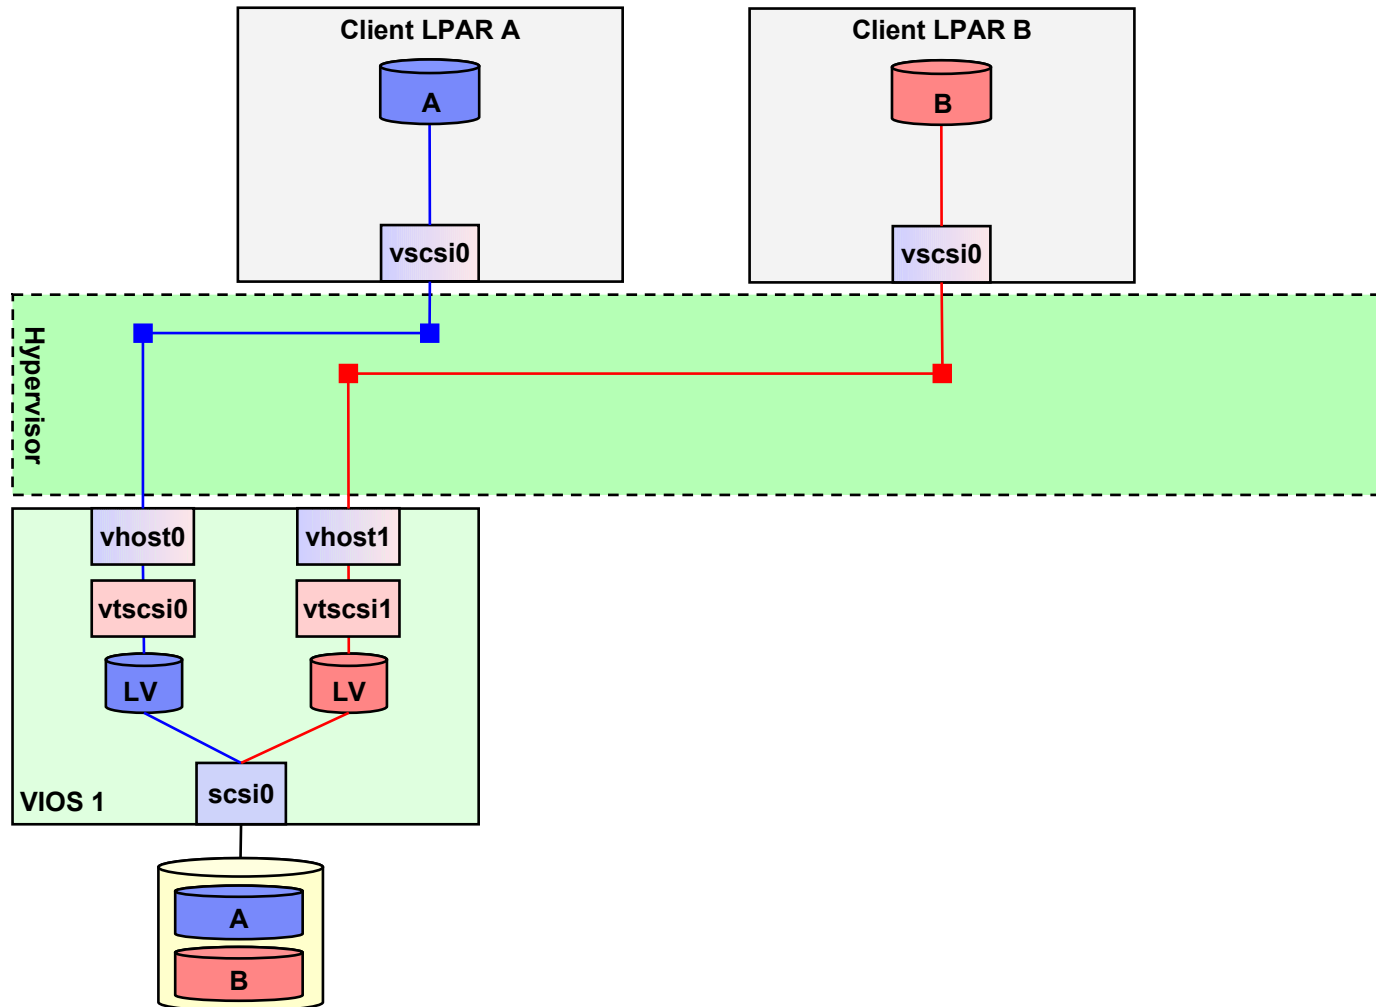 Client LPAR A
Client LPAR B
A
B
vscsi0
vscsi0
Hypervisor
vhost0
vhost1
vtscsi0
vtscsi1
LV
LV
scsi0
VIOS 1
A
B